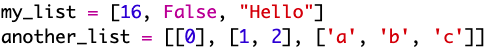 my_list = [16, False, "Hello"]
another_list = [[0], [1, 2], ['a', 'b', 'c']]